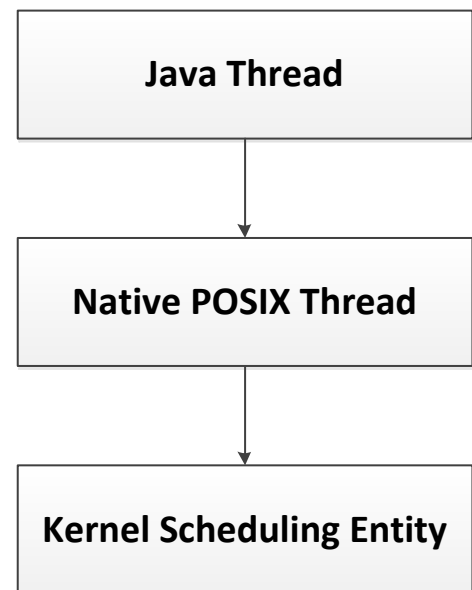 Java Thread
Native POSIX Thread
Kernel Scheduling Entity